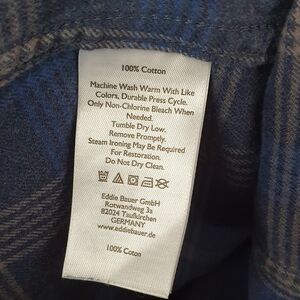 100% Cotton
Machine Wash Warm With Like
Colors, Durable Press Cycle.
Only Non-Chlorine Bleach When
Needed.
Tumble Dry Low.
Remove Promptly.
Steam Ironing May Be Required
For Restoration.
Do Not Dry Clean.
Eddie Bauer GmbH
Rotwandweg 3a
82024 Taufkirchen
GERMANY
www.eddiebauer.de
100% Coton